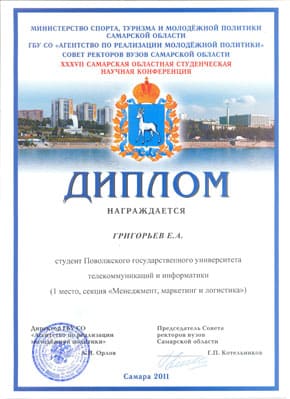 МИНИСТЕРСТВО СПОРТА, ТУРИЗМА И МОЛОДЁЖНОЙ ПОЛИТИКИ
САМАРСКОЙ ОБЛАСТИ
ГБУ СО «АГЕНТСТВО ПО РЕАЛИЗАЦИИ МОЛОДЁЖНОЙ ПОЛИТИКИ»
СОВЕТ РЕКТОРОВ ВУЗОВ САМАРСКОЙ ОБЛАСТИ
XXXVII САМАРСКАЯ ОБЛАСТНАЯ СТУДЕНЧЕСКАЯ
НАУЧНАЯ КОНФЕРЕНЦИЯ
ДИПЛОМ
НАГРАЖДАЕТСЯ
ГРИГОРЬЕВ Е.А.
студент Поволжского государственного университета
телекоммуникаций и информатики
(1 место, секция «Менеджмент, маркетинг и логистика»)
Директор ГБУ СО
«Агентство по реализации
молодёжной политики»
Орлов
Председатель Совета
ректоров вузов
Самарской области
Г.П. Котельников
Самара 2011